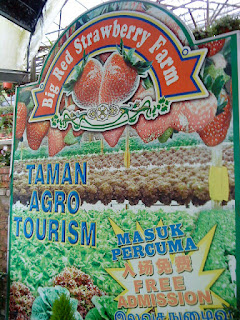 Big Red Strawberry Farm
TAMAN
AGRO
TOURISM
MASUK
PERCUMA
入场免费
FREE
ADMISSION